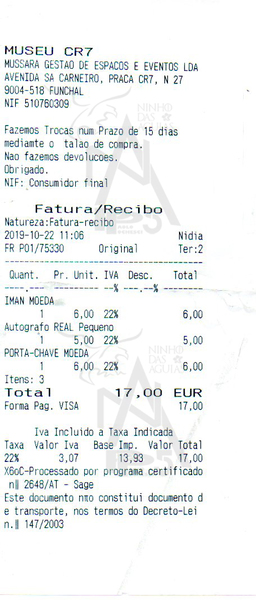 MUSEU CR7
MUSSARA GESTAO DE ESPACOS E EVENTOS LDA
AVENIDA SA CARNEIRO, PRACA CR7, N 27
9004-518 FUNCHAL
NIF 510760309
Fazemos Trocas num Prazo de 15 dias
mediamte o talao de compra.
Nao fazemos devolucoes.
Obrigado.
NIF: Consumidor final
Fatura/Recibo
Natureza:Fatura-recibo
2019-10-22 11:06 Nidia
FR P01/75330 Original Ter:2
Quant. Pr. Unit. IVA Desc. Total
IMAN MOEDA
1 6,00 22% 6,00
Autografo REAL Pequeno
1 5,00 22% 5,00
PORTA-CHAVE MOEDA
1 6,00 22% 6,00
Itens: 3
Total 17,00 EUR
Forma Pag. VISA 17,00
Iva Incluido a Taxa Indicada
Taxa Valor Iva Base Imp. Valor Total
22% 3,07 13,93 17,00
X6oC-Processado por programa certificado
n‖ 2648/AT - Sage
Este documento nmo constitui documento d
e transporte, nos termos do Decreto-Lei
n.‖ 147/2003
NINHO DAS ÁGUIAS
NINHO DAS ÁGUIAS